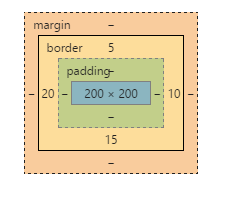 margin –
border 5
padding –
– 20 – 200 × 200 – 10 –
–
15
–